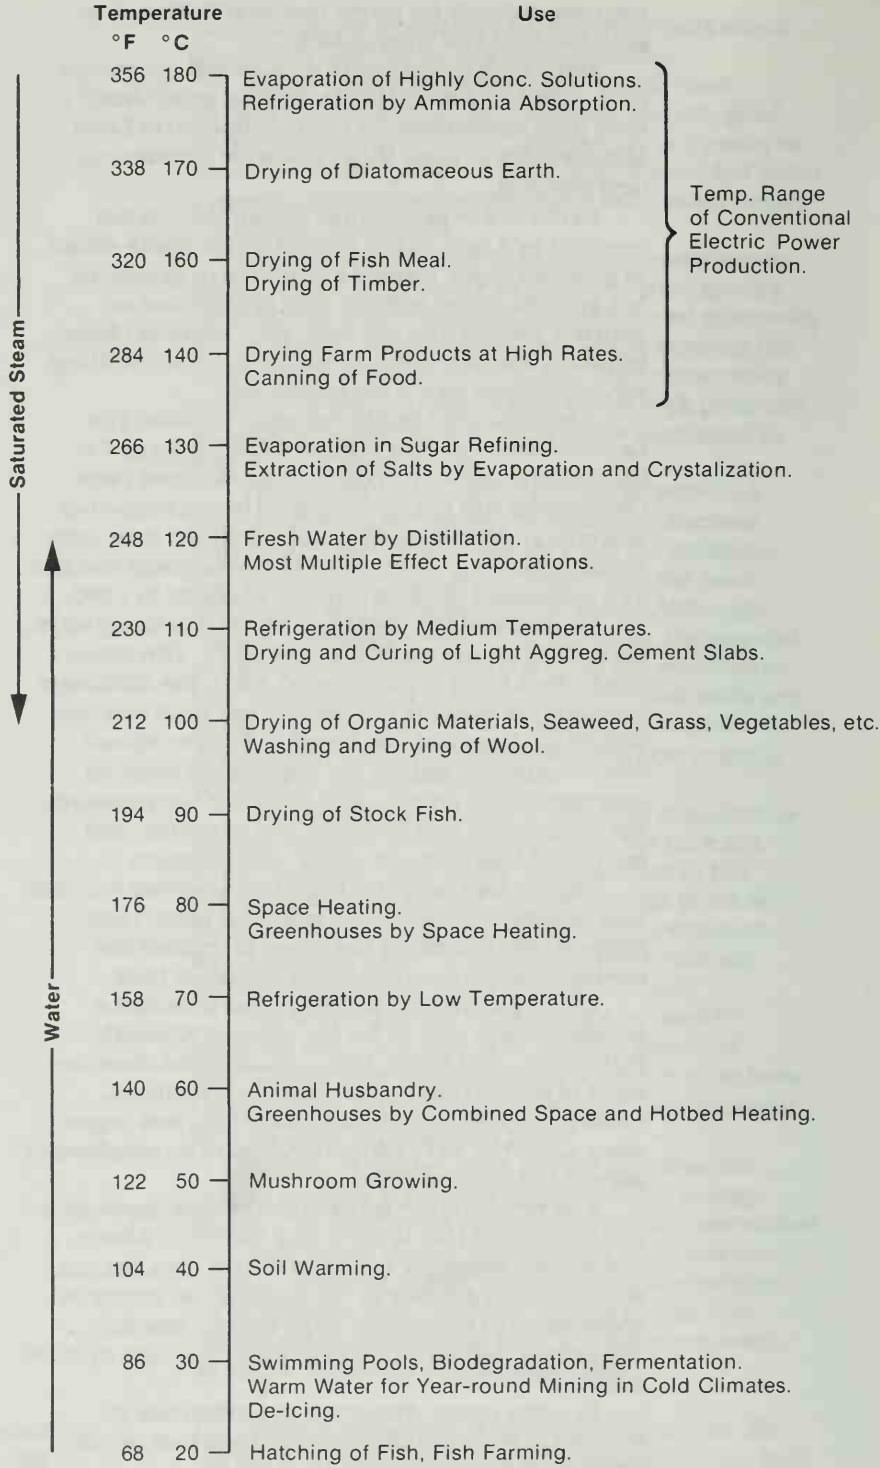 Temperature Use
°F °C
356 180 Evaporation of Highly Conc. Solutions.
Refrigeration by Ammonia Absorption.
338 170 Drying of Diatomaceous Earth.
Temp. Range
of Conventional
Electric Power
Production.
320 160 Drying of Fish Meal.
Drying of Timber.
284 140 Drying Farm Products at High Rates.
Canning of Food.
Saturated Steam
266 130 Evaporation in Sugar Refining.
Extraction of Salts by Evaporation and Crystalization.
248 120 Fresh Water by Distillation.
Most Multiple Effect Evaporations.
230 110 Refrigeration by Medium Temperatures.
Drying and Curing of Light Aggreg. Cement Slabs.
212 100 Drying of Organic Materials, Seaweed, Grass, Vegetables, etc.
Washing and Drying of Wool.
194 90 Drying of Stock Fish.
176 80 Space Heating.
Greenhouses by Space Heating.
158 70 Refrigeration by Low Temperature.
Water
140 60 Animal Husbandry.
Greenhouses by Combined Space and Hotbed Heating.
122 50 Mushroom Growing.
104 40 Soil Warming.
86 30 Swimming Pools, Biodegradation, Fermentation.
Warm Water for Year-round Mining in Cold Climates.
De-Icing.
68 20 Hatching of Fish, Fish Farming.